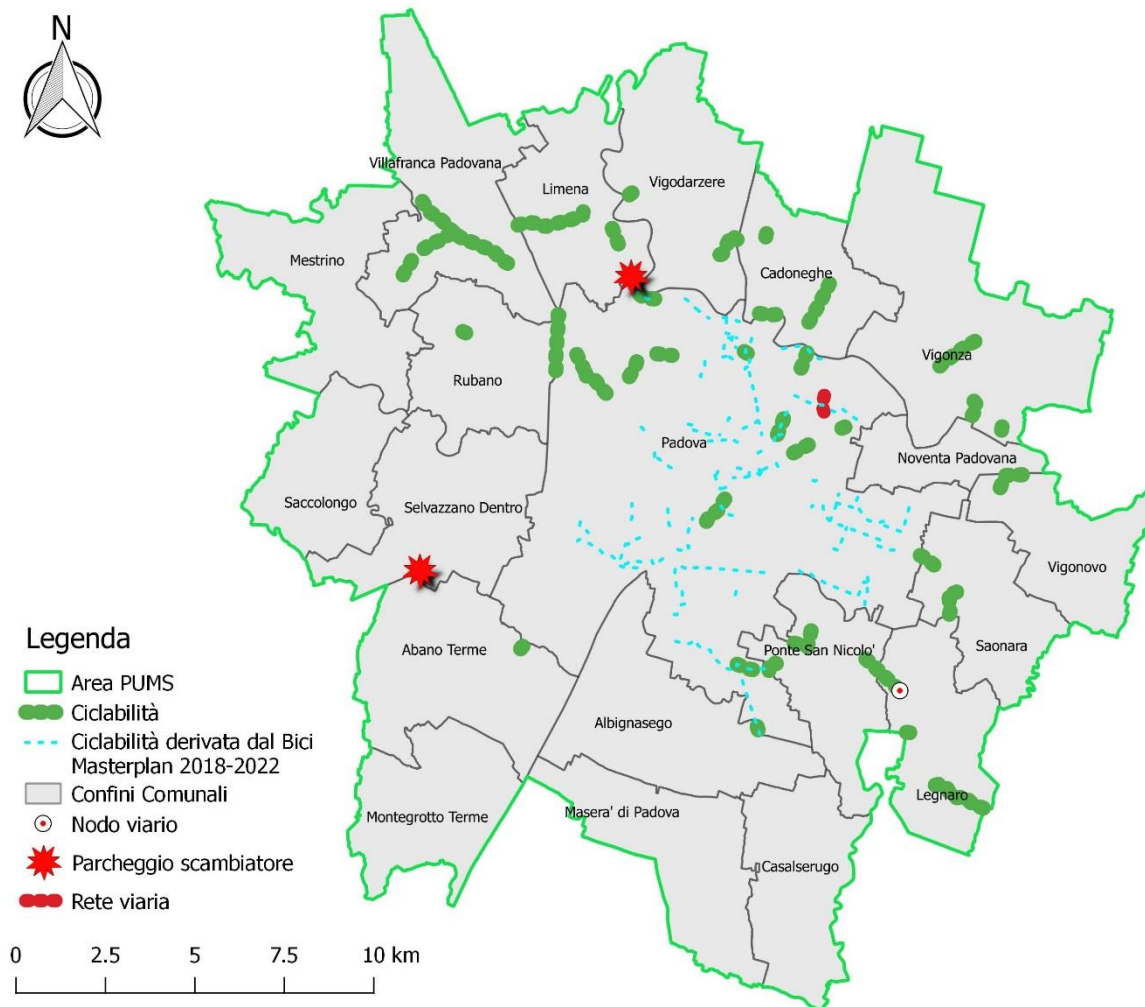 N
Villafranca Padovana
Limena
Vigodarzere
Mestrino
Cadoneghe
Rubano
Vigonza
Padova
Noventa Padovana
Saccolongo
Selvazzano Dentro
Vigonovo
Abano Terme
Ponte San Nicolo'
Saonara
Albignasego
Legnaro
Montegrotto Terme
Masera' di Padova
Casalserugo
Legenda
Area PUMS
Ciclabilità
Ciclabilità derivata dal Bici
Masterplan 2018-2022
Confini Comunali
Nodo viario
Parcheggio scambiatore
Rete viaria
0 2.5 5 7.5 10 km